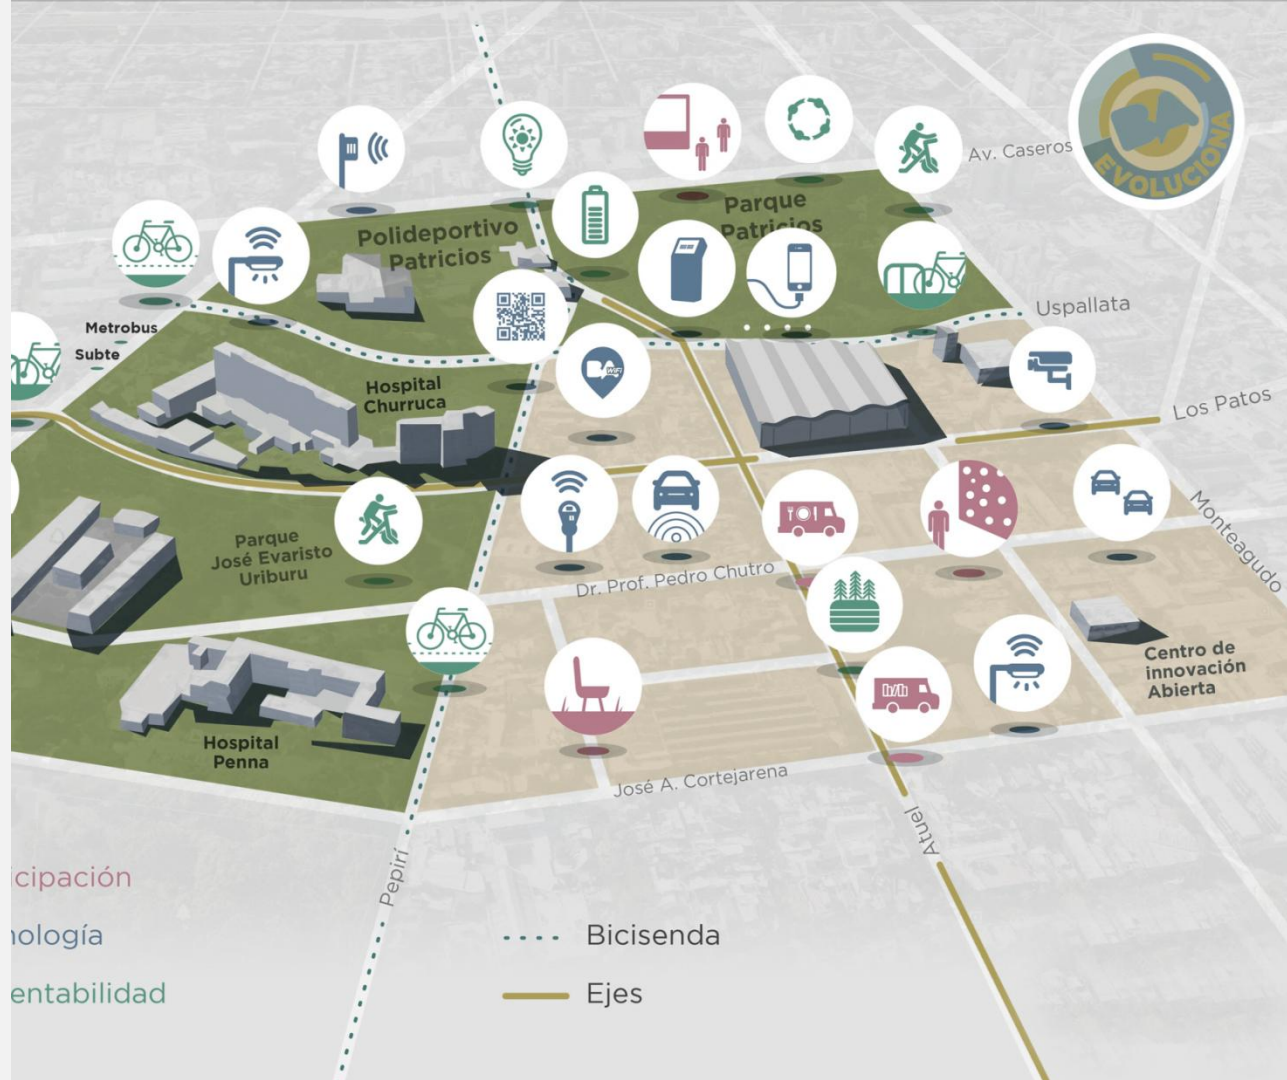 Av. Caseros
EVOLUCIONA
Parque
Patricios
Polideportivo
Patricios
Uspallata
Metrobus
Subte
WiFi
Hospital
Churruca
Los Patos
Monteagudo
Parque
José Evaristo
Uriburu
Dr. Prof. Pedro Chutro
Centro de
innovación
Abierta
Hospital
Penna
José A. Cortejarena
Atuel
Pepirí
icipación
nología
entabilidad
Bicisenda
Ejes